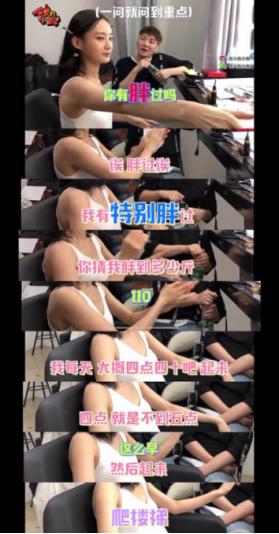 (一问就问到重点)
你有胖过吗
诶 胖过诶
我有特别胖过
你猜我胖到多少斤
110
我每天 大概四点四十吧 起来
四点 就是不到五点
这么早
然后起来
爬楼梯